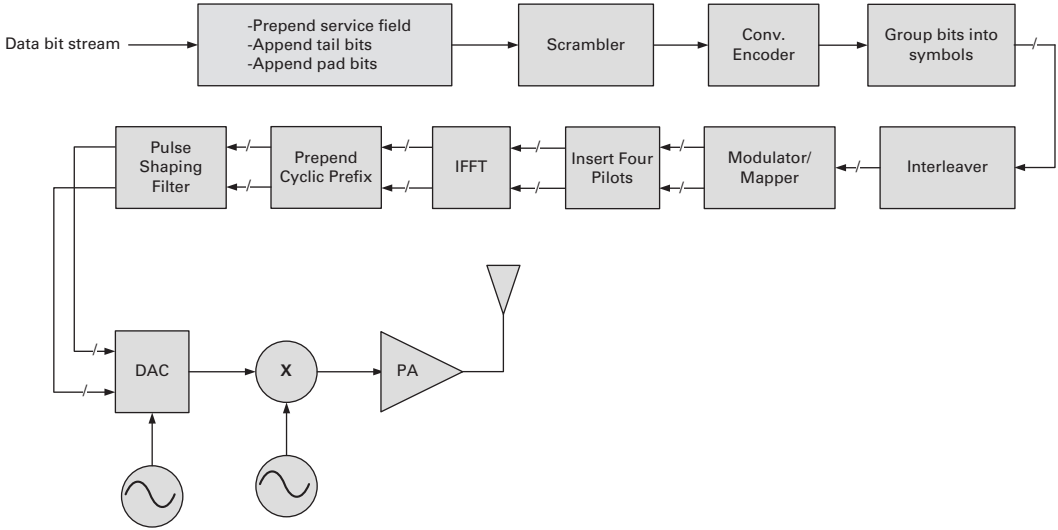 Data bit stream
-Prepend service field
-Append tail bits
-Append pad bits
Scrambler
Conv.
Encoder
Group bits into
symbols
Interleaver
Modulator/
Mapper
Insert Four
Pilots
IFFT
Prepend
Cyclic Prefix
Pulse
Shaping
Filter
DAC
X
PA